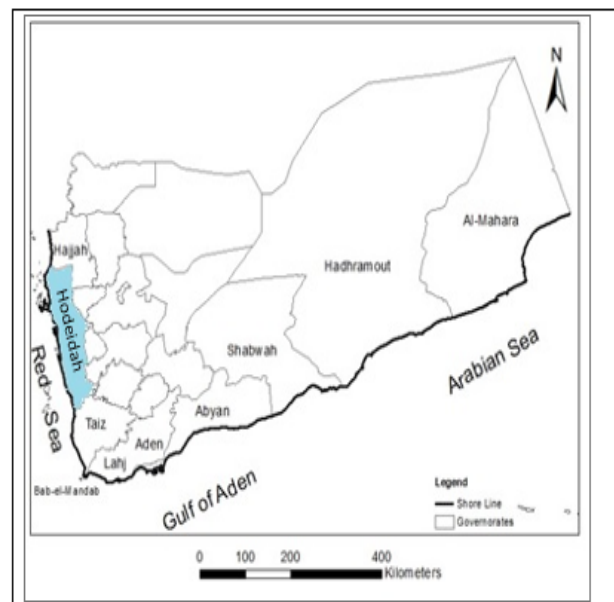 N
Al-Mahara
Hajjah
Hadhramout
Hodeidah
Shabwah
Arabian Sea
Red Sea
Abyan
Taiz
Aden
Lahj
Bab-el-Mandab
Gulf of Aden
Legend
Shore Line
Governorates
0 100 200 400
Kilometers